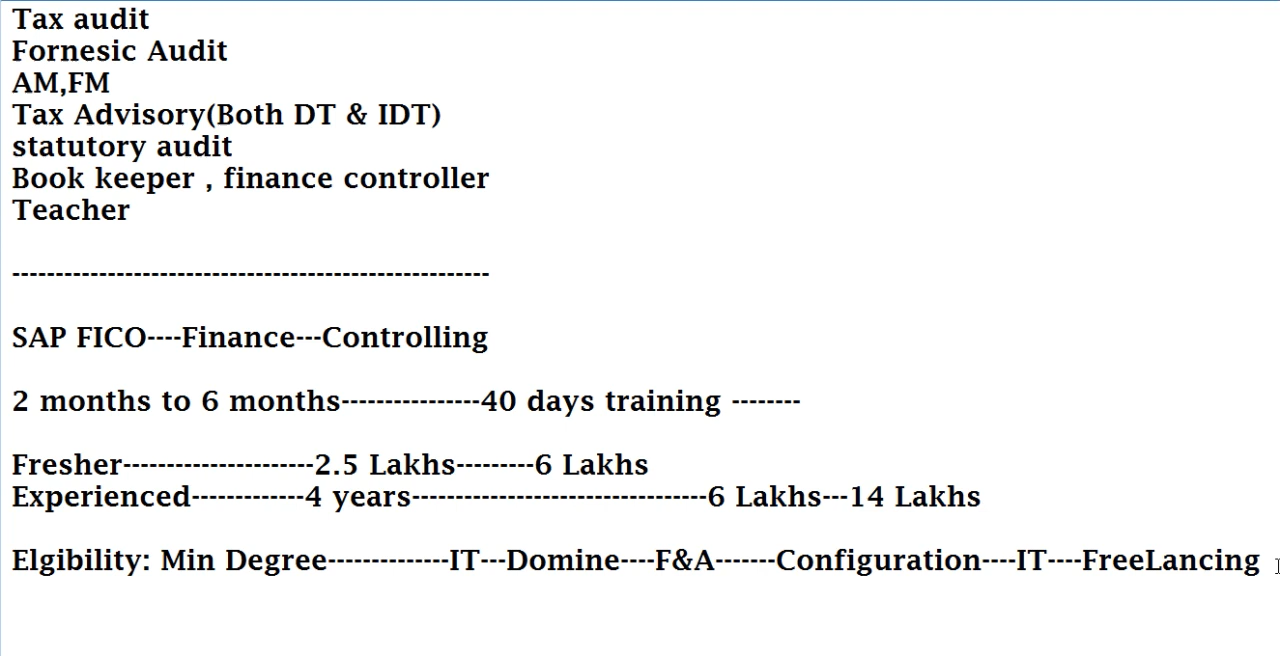 Tax audit
Fornesic Audit
AM,FM
Tax Advisory(Both DT & IDT)
statutory audit
Book keeper , finance controller
Teacher
-------------------------------------------------------
SAP FICO----Finance---Controlling
2 months to 6 months----------------40 days training --------
Fresher----------------------2.5 Lakhs---------6 Lakhs
Experienced-------------4 years----------------------------------6 Lakhs---14 Lakhs
Elgibility: Min Degree--------------IT---Domine----F&A-------Configuration----IT----FreeLancing